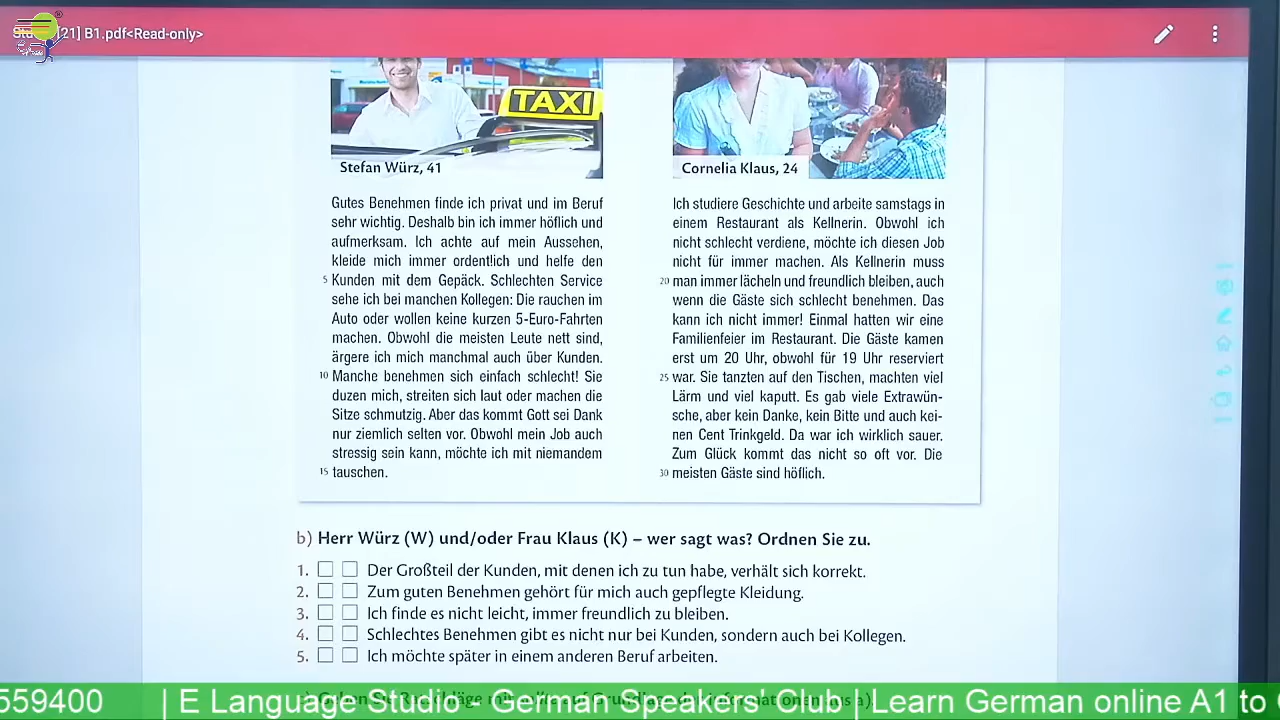 [21] B1.pdf<Read-only>
TAXI
Stefan Würz, 41
Cornelia Klaus, 24
Gutes Benehmen finde ich privat und im Beruf
sehr wichtig. Deshalb bin ich immer höflich und
aufmerksam. Ich achte auf mein Aussehen,
kleide mich immer ordentlich und helfe den
5 Kunden mit dem Gepäck. Schlechten Service
sehe ich bei manchen Kollegen: Die rauchen im
Auto oder wollen keine kurzen 5-Euro-Fahrten
machen. Obwohl die meisten Leute nett sind,
ärgere ich mich manchmal auch über Kunden.
10 Manche benehmen sich einfach schlecht! Sie
duzen mich, streiten sich laut oder machen die
Sitze schmutzig. Aber das kommt Gott sei Dank
nur ziemlich selten vor. Obwohl mein Job auch
stressig sein kann, möchte ich mit niemandem
15 tauschen.
Ich studiere Geschichte und arbeite samstags in
einem Restaurant als Kellnerin. Obwohl ich
nicht schlecht verdiene, möchte ich diesen Job
nicht für immer machen. Als Kellnerin muss
20 man immer lächeln und freundlich bleiben, auch
wenn die Gäste sich schlecht benehmen. Das
kann ich nicht immer! Einmal hatten wir eine
Familienfeier im Restaurant. Die Gäste kamen
erst um 20 Uhr, obwohl für 19 Uhr reserviert
25 war. Sie tanzten auf den Tischen, machten viel
Lärm und viel kaputt. Es gab viele Extrawün-
sche, aber kein Danke, kein Bitte und auch kei-
nen Cent Trinkgeld. Da war ich wirklich sauer.
Zum Glück kommt das nicht so oft vor. Die
30 meisten Gäste sind höflich.
b) Herr Würz (W) und/oder Frau Klaus (K) – wer sagt was? Ordnen Sie zu.
1. Der Großteil der Kunden, mit denen ich zu tun habe, verhält sich korrekt.
2. Zum guten Benehmen gehört für mich auch gepflegte Kleidung.
3. Ich finde es nicht leicht, immer freundlich zu bleiben.
4. Schlechtes Benehmen gibt es nicht nur bei Kunden, sondern auch bei Kollegen.
5. Ich möchte später in einem anderen Beruf arbeiten.
559400 | E Language Studio - German Speakers' Club | Learn German online A1 to